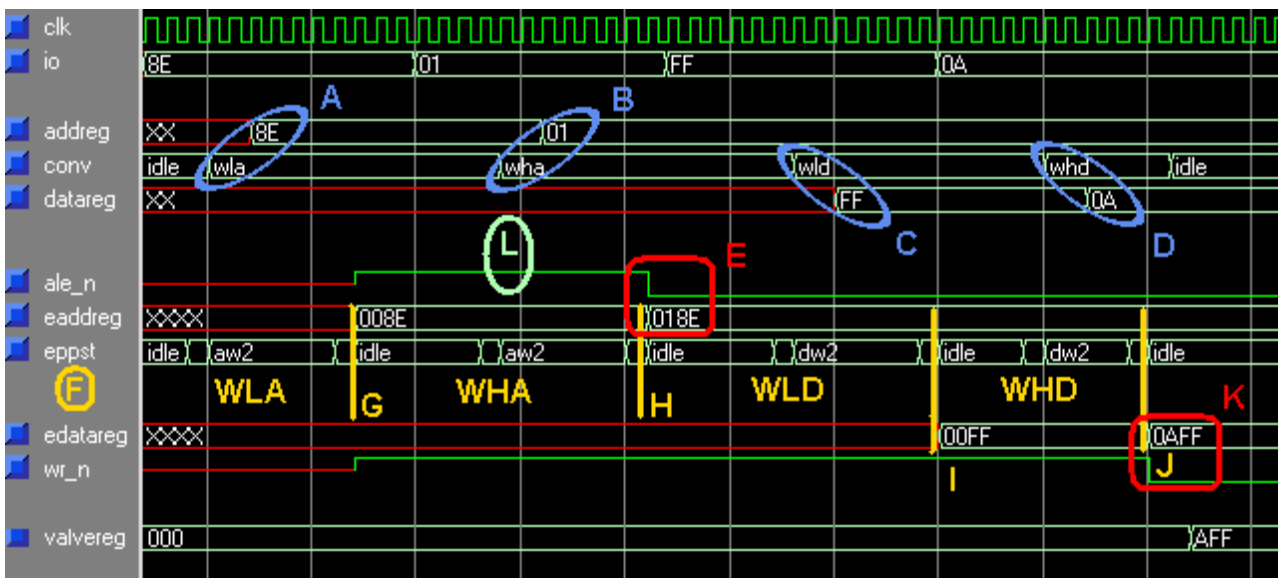 clk
io 8E 01 FF 0A
A B
addreg XX 8E 01
conv idle wla wha wld whd idle
datareg XX FF 0A
L C D
E
ale_n
eaddreg XXXX 008E 018E
eppst idle aw2 idle aw2 idle dw2 idle dw2 idle
F WLA G WHA H WLD WHD K
edatareg XXXX 00FF 0AFF
wr_n I J
valvereg 000 AFF